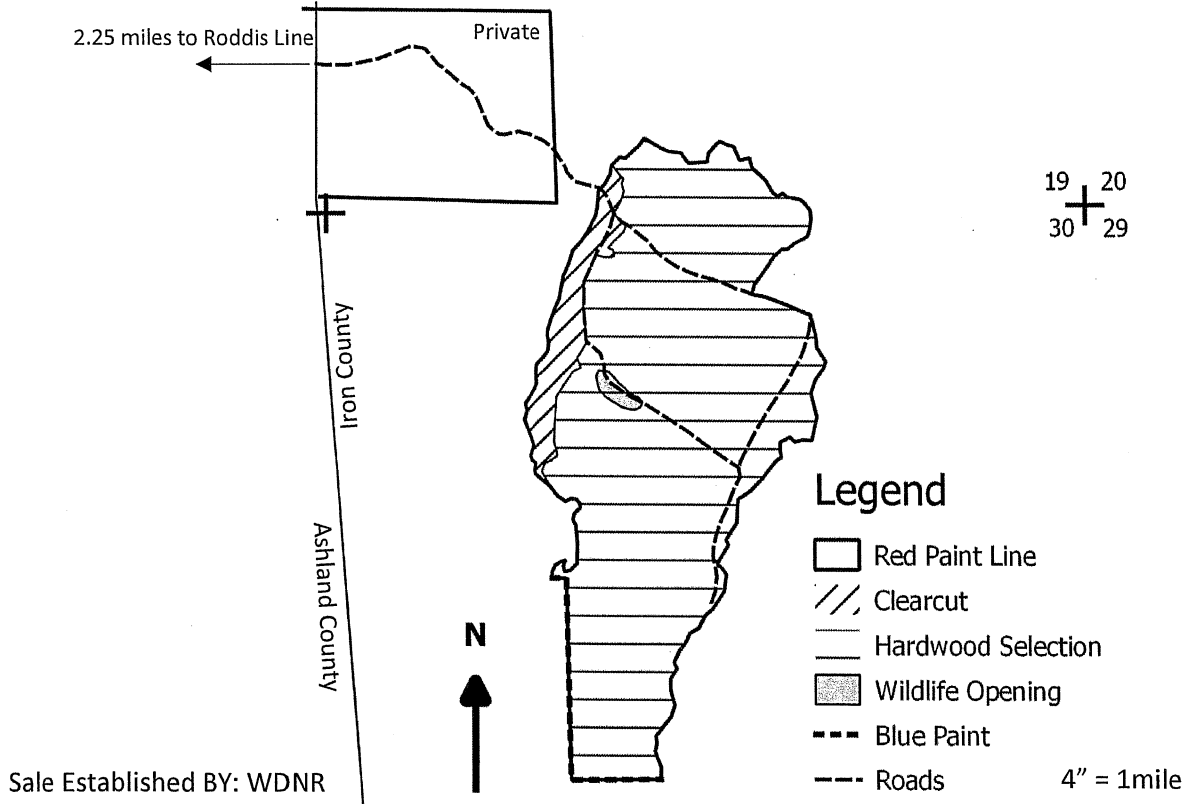 Private
2.25 miles to Roddis Line
19 20
30 29
Iron County
Ashland County
N
Legend
Red Paint Line
Clearcut
Hardwood Selection
Wildlife Opening
Blue Paint
Roads
4” = 1mile
Sale Established BY: WDNR